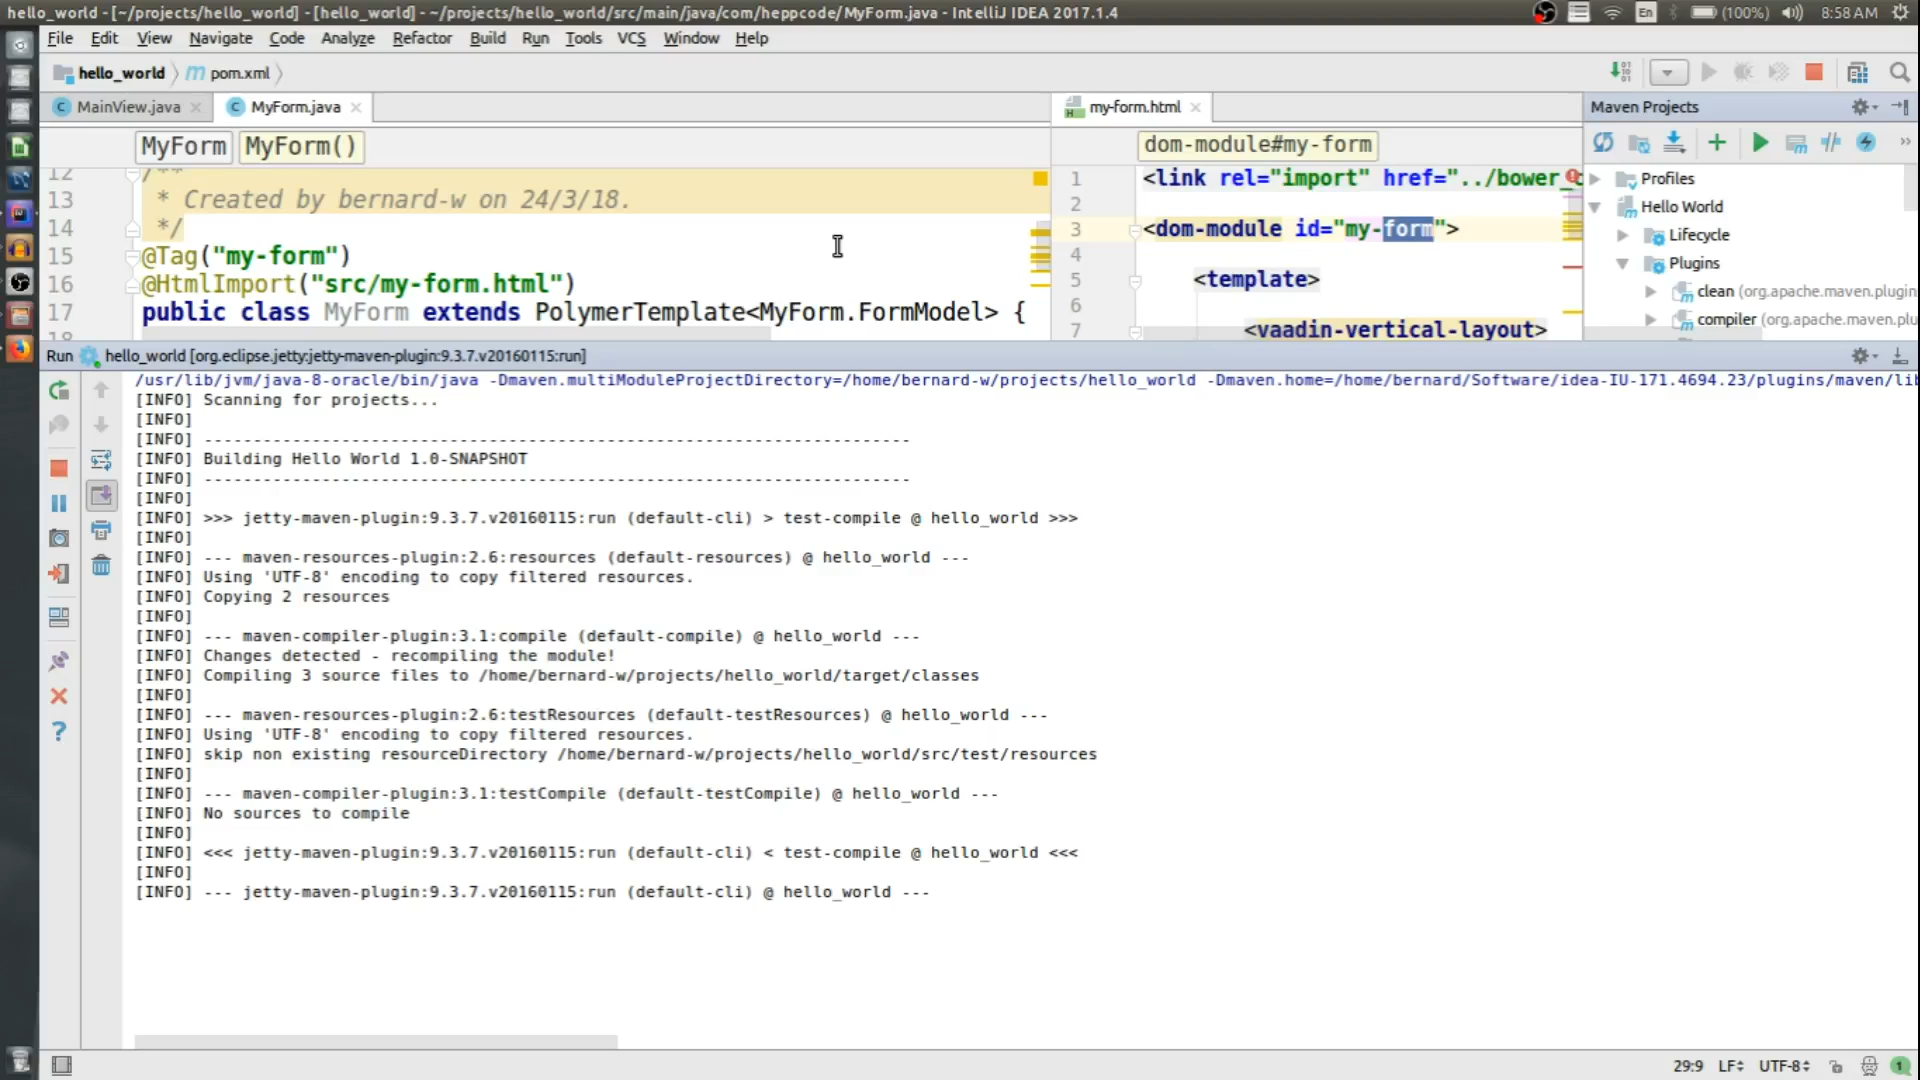 hello_world - [~/projects/hello_world] - [hello_world] - ~/projects/hello_world/src/main/java/com/heppcode/MyForm.java - IntelliJ IDEA 2017.1.4
En (100%) 8:58 AM
File Edit View Navigate Code Analyze Refactor Build Run Tools VCS Window Help
hello_world pom.xml
MainView.java MyForm.java my-form.html Maven Projects
MyForm MyForm() dom-module#my-form
12 /**
13 * Created by bernard-w on 24/3/18.
14 */
15 @Tag("my-form")
16 @HtmlImport("src/my-form.html")
17 public class MyForm extends PolymerTemplate<MyForm.FormModel> {
18
1 <link rel="import" href="../bower_
2
3 <dom-module id="my-form">
4
5 <template>
6
7 <vaadin-vertical-layout>
Profiles
Hello World
Lifecycle
Plugins
clean (org.apache.maven.plugin
compiler (org.apache.maven.plu
Run hello_world [org.eclipse.jetty:jetty-maven-plugin:9.3.7.v20160115:run]
/usr/lib/jvm/java-8-oracle/bin/java -Dmaven.multiModuleProjectDirectory=/home/bernard-w/projects/hello_world -Dmaven.home=/home/bernard/Software/idea-IU-171.4694.23/plugins/maven/lib
[INFO] Scanning for projects...
[INFO]
[INFO] ------------------------------------------------------------------------
[INFO] Building Hello World 1.0-SNAPSHOT
[INFO] ------------------------------------------------------------------------
[INFO]
[INFO] >>> jetty-maven-plugin:9.3.7.v20160115:run (default-cli) > test-compile @ hello_world >>>
[INFO]
[INFO] --- maven-resources-plugin:2.6:resources (default-resources) @ hello_world ---
[INFO] Using 'UTF-8' encoding to copy filtered resources.
[INFO] Copying 2 resources
[INFO]
[INFO] --- maven-compiler-plugin:3.1:compile (default-compile) @ hello_world ---
[INFO] Changes detected - recompiling the module!
[INFO] Compiling 3 source files to /home/bernard-w/projects/hello_world/target/classes
[INFO]
[INFO] --- maven-resources-plugin:2.6:testResources (default-testResources) @ hello_world ---
[INFO] Using 'UTF-8' encoding to copy filtered resources.
[INFO] skip non existing resourceDirectory /home/bernard-w/projects/hello_world/src/test/resources
[INFO]
[INFO] --- maven-compiler-plugin:3.1:testCompile (default-testCompile) @ hello_world ---
[INFO] No sources to compile
[INFO]
[INFO] <<< jetty-maven-plugin:9.3.7.v20160115:run (default-cli) < test-compile @ hello_world <<<
[INFO]
[INFO] --- jetty-maven-plugin:9.3.7.v20160115:run (default-cli) @ hello_world ---
29:9 LF UTF-8 1